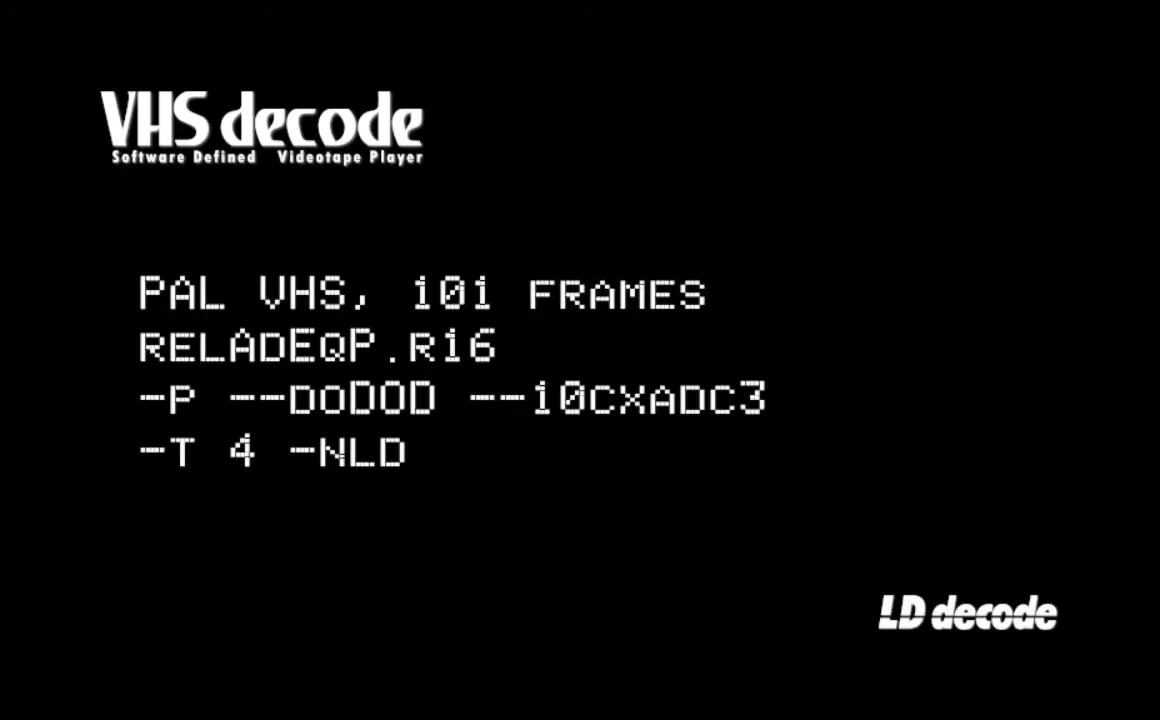 VHS decode
Software Defined Videotape Player
PAL VHS, 101 FRAMES
RELADEQP.R16
-P --DODOD --10CXADC3
-T 4 -NLD
LD decode